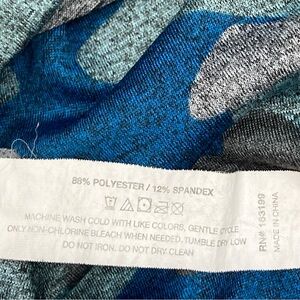 88% POLYESTER / 12% SPANDEX
MACHINE WASH COLD WITH LIKE COLORS, GENTLE CYCLE
ONLY NON-CHLORINE BLEACH WHEN NEEDED. TUMBLE DRY LOW
DO NOT IRON. DO NOT DRY CLEAN
RN# 163199
MADE IN CHINA